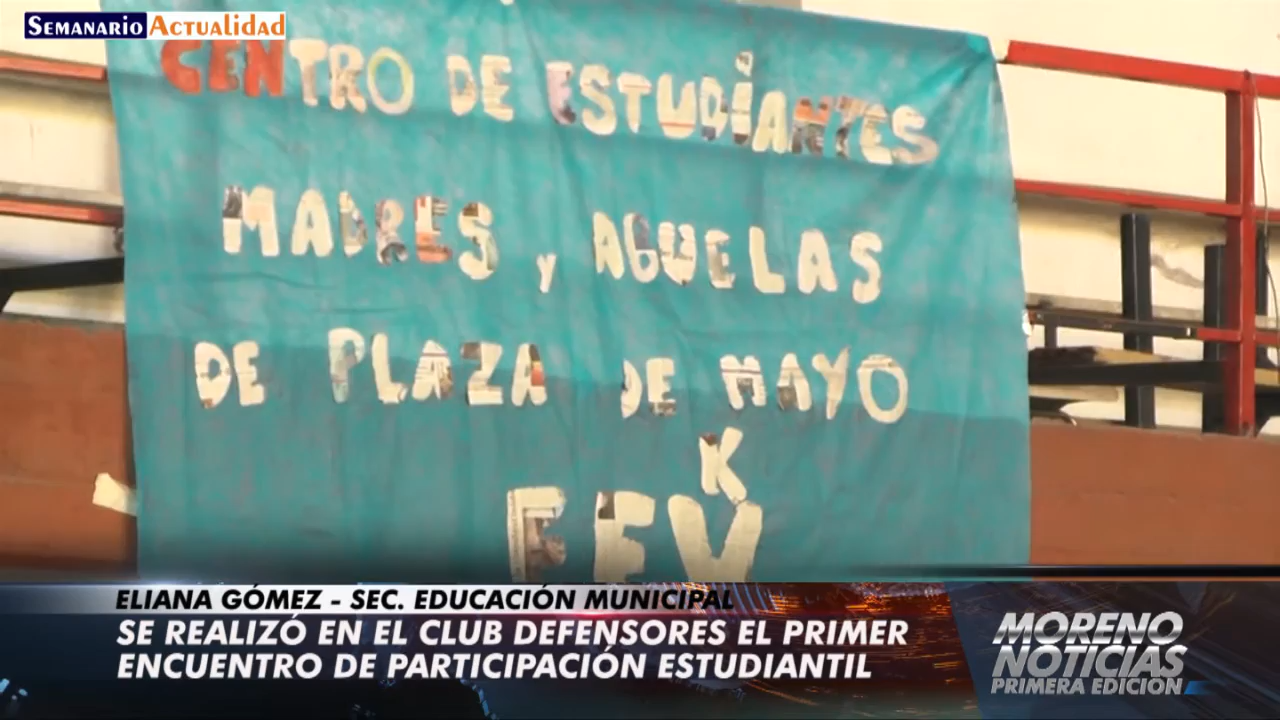 SEMANARIO ACTUALIDAD
CENTRO DE ESTUDIANTES
MADRES Y ABUELAS
DE PLAZA DE MAYO
K
EEV
ELIANA GÓMEZ - SEC. EDUCACIÓN MUNICIPAL
SE REALIZÓ EN EL CLUB DEFENSORES EL PRIMER
ENCUENTRO DE PARTICIPACIÓN ESTUDIANTIL
MORENO
NOTICIAS
PRIMERA EDICIÓN